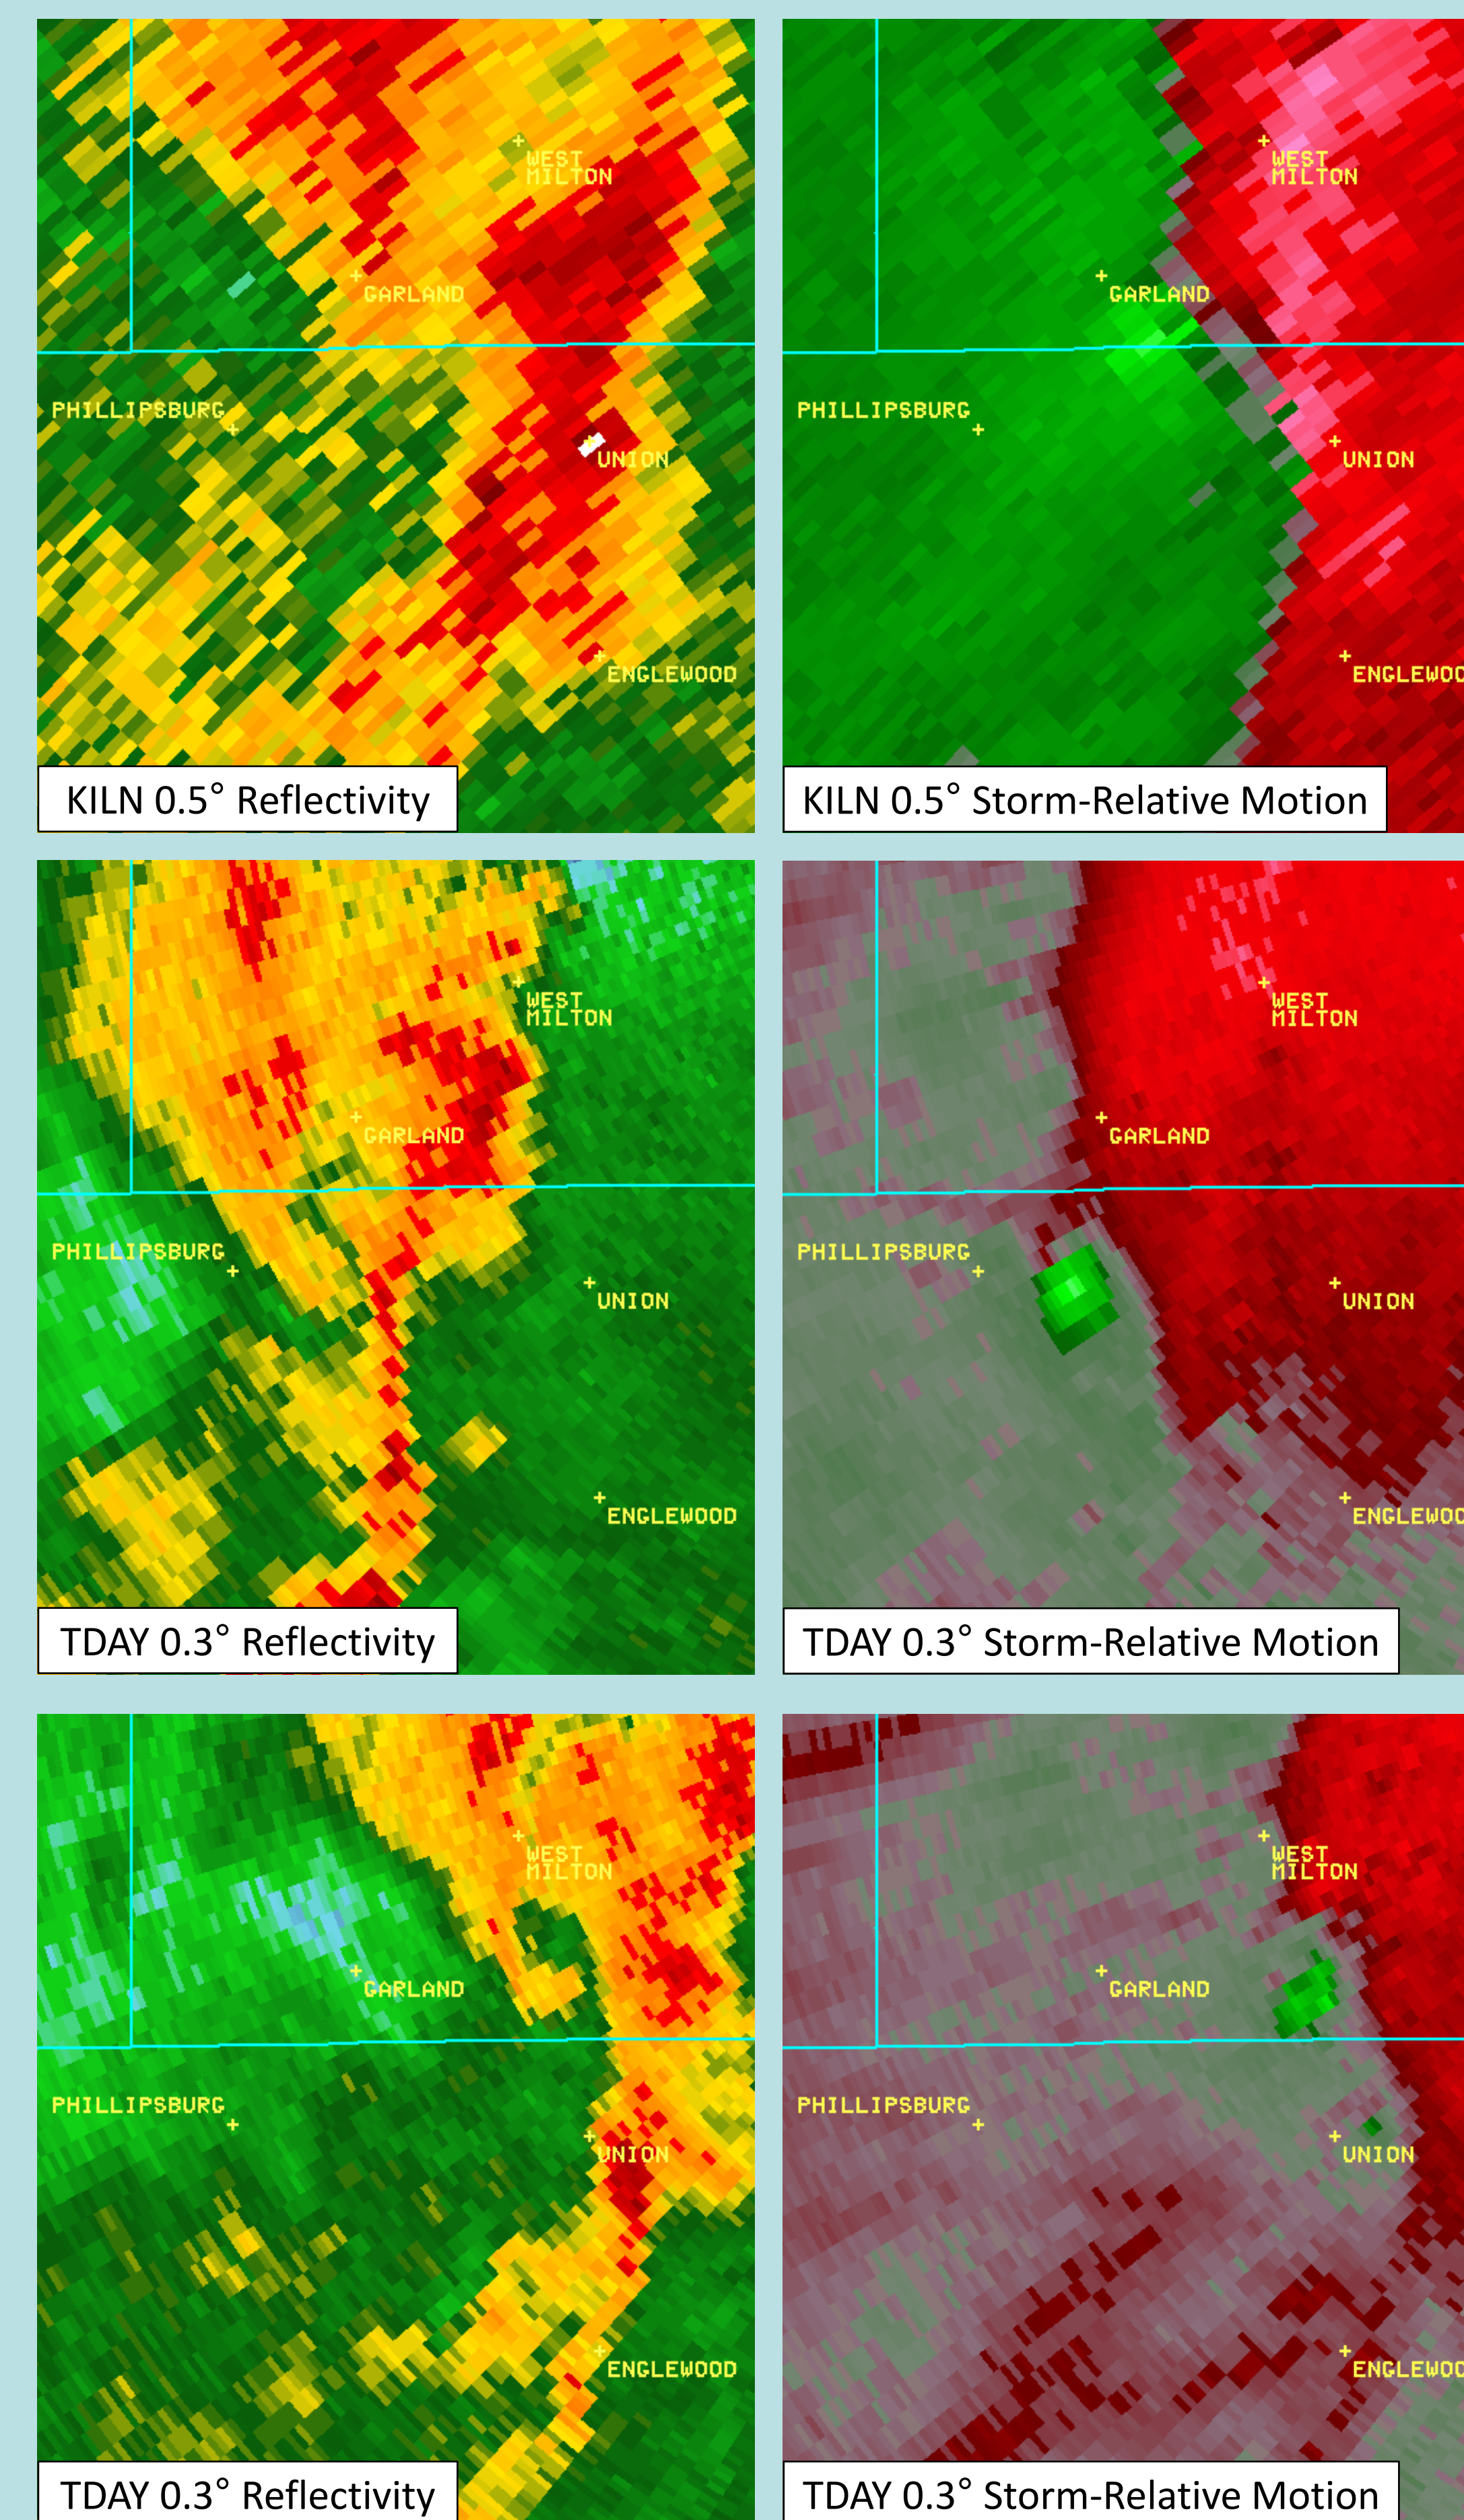 WEST
MILTON
GARLAND
PHILLIPSBURG
UNION
ENGLEWOOD
KILN 0.5° Reflectivity
WEST
MILTON
GARLAND
PHILLIPSBURG
UNION
ENGLEWOO
KILN 0.5° Storm-Relative Motion
WEST
MILTON
GARLAND
PHILLIPSBURG
UNION
ENGLEWOOD
TDAY 0.3° Reflectivity
WEST
MILTON
GARLAND
PHILLIPSBURG
UNION
ENGLEWOO
TDAY 0.3° Storm-Relative Motion
WEST
MILTON
GARLAND
PHILLIPSBURG
UNION
ENGLEWOOD
TDAY 0.3° Reflectivity
WEST
MILTON
GARLAND
PHILLIPSBURG
UNION
ENGLEWOO
TDAY 0.3° Storm-Relative Motion